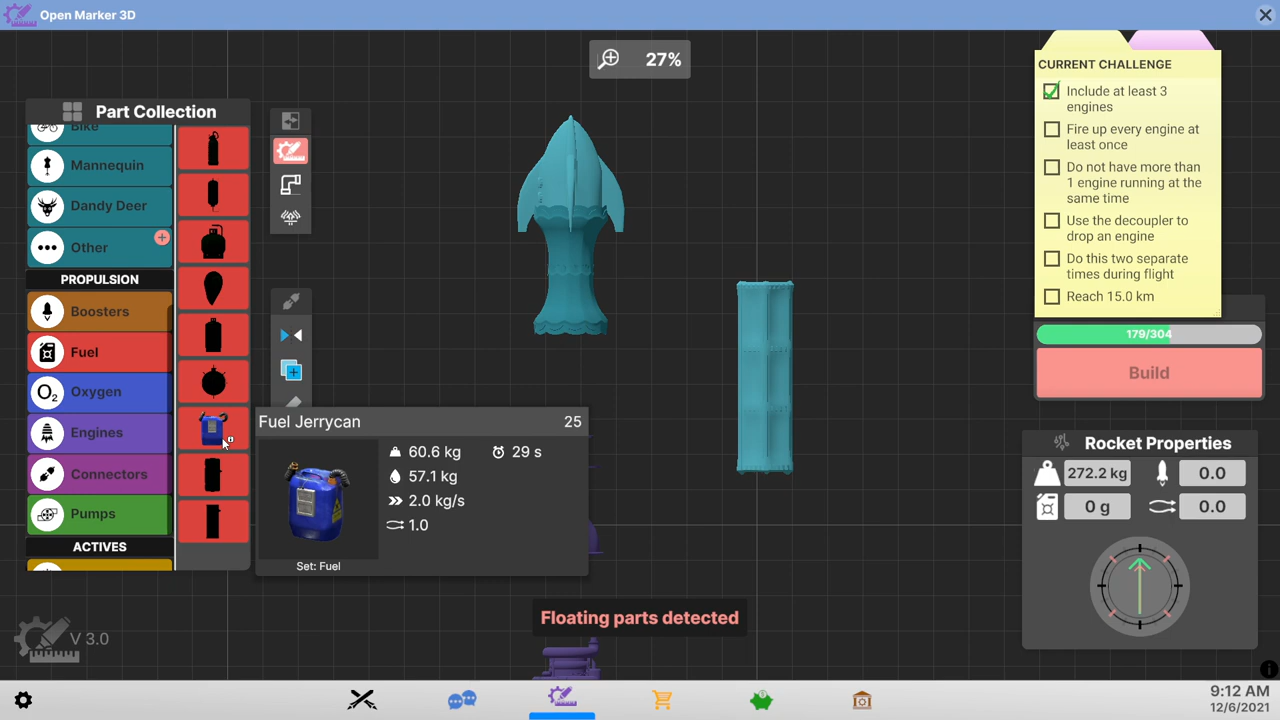 Open Marker 3D
27%
Part Collection
Bike
Mannequin
Dandy Deer
Other
PROPULSION
Boosters
Fuel
O2 Oxygen
Engines
Connectors
Pumps
ACTIVES
V 3.0
Fuel Jerrycan 25
60.6 kg 29 s
57.1 kg
2.0 kg/s
1.0
Set: Fuel
Floating parts detected
CURRENT CHALLENGE
Include at least 3
engines
Fire up every engine at
least once
Do not have more than
1 engine running at the
same time
Use the decoupler to
drop an engine
Do this two separate
times during flight
Reach 15.0 km
179/304
Build
Rocket Properties
272.2 kg 0.0
0 g 0.0
9:12 AM
12/6/2021